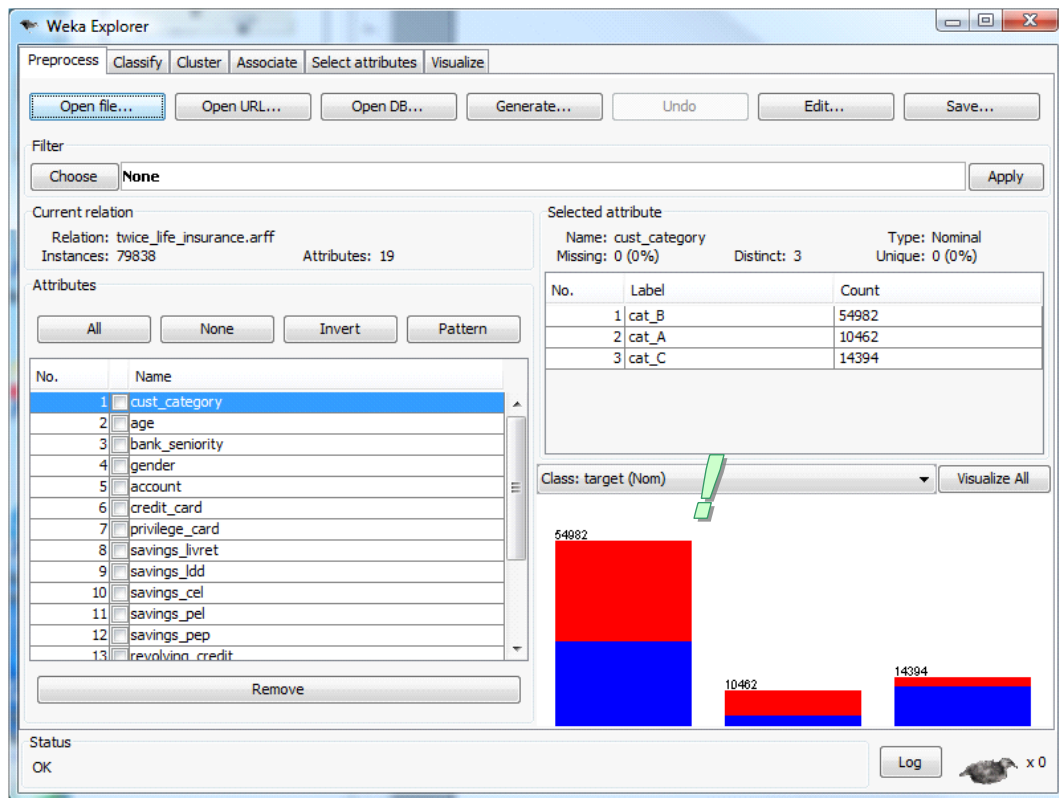 Weka Explorer
Preprocess Classify Cluster Associate Select attributes Visualize
Open file... Open URL... Open DB... Generate... Undo Edit... Save...
Filter
Choose None Apply
Current relation
Relation: twice_life_insurance.arff
Instances: 79838 Attributes: 19
Attributes
All None Invert Pattern
No. Name
1 cust_category
2 age
3 bank_seniority
4 gender
5 account
6 credit_card
7 privilege_card
8 savings_livret
9 savings_ldd
10 savings_cel
11 savings_pel
12 savings_pep
13 revolving_credit
Remove
Selected attribute
Name: cust_category Type: Nominal
Missing: 0 (0%) Distinct: 3 Unique: 0 (0%)
No. Label Count
1 cat_B 54982
2 cat_A 10462
3 cat_C 14394
Class: target (Nom) Visualize All
!
54982
10462
14394
Status
OK
Log x 0